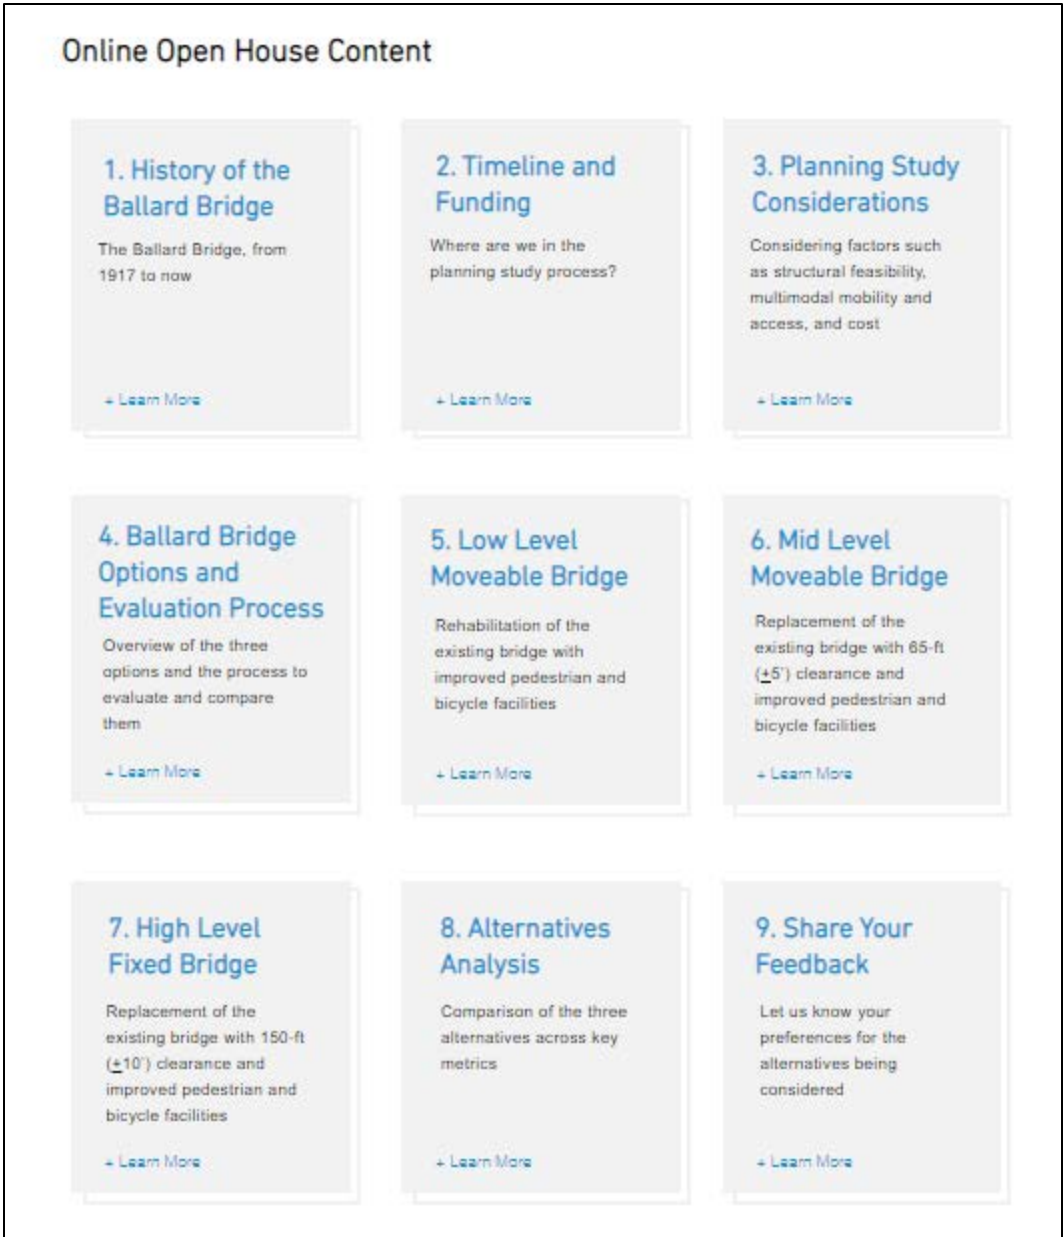 Online Open House Content
1. History of the
Ballard Bridge
The Ballard Bridge, from
1917 to now
+ Learn More
2. Timeline and
Funding
Where are we in the
planning study process?
+ Learn More
3. Planning Study
Considerations
Considering factors such
as structural feasibility,
multimodal mobility and
access, and cost
+ Learn More
4. Ballard Bridge
Options and
Evaluation Process
Overview of the three
options and the process to
evaluate and compare
them
+ Learn More
5. Low Level
Moveable Bridge
Rehabilitation of the
existing bridge with
improved pedestrian and
bicycle facilities
+ Learn More
6. Mid Level
Moveable Bridge
Replacement of the
existing bridge with 65-ft
(±5') clearance and
improved pedestrian and
bicycle facilities
+ Learn More
7. High Level
Fixed Bridge
Replacement of the
existing bridge with 150-ft
(±10') clearance and
improved pedestrian and
bicycle facilities
+ Learn More
8. Alternatives
Analysis
Comparison of the three
alternatives across key
metrics
+ Learn More
9. Share Your
Feedback
Let us know your
preferences for the
alternatives being
considered
+ Learn More